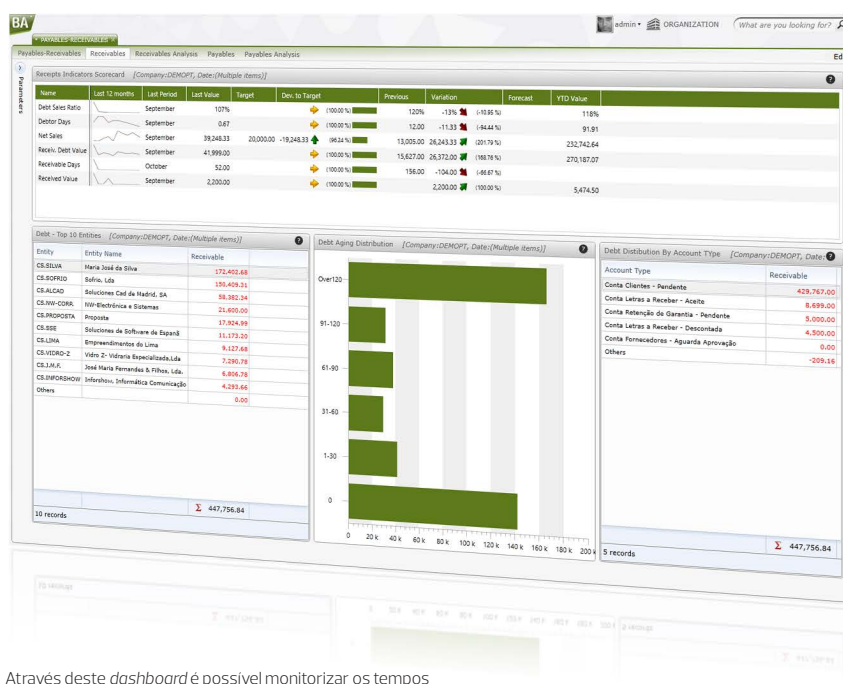 BA
admin
ORGANIZATION
What are you looking for?
PAYABLES-RECEIVABLES
Payables-Receivables Receivables Receivables Analysis Payables Payables Analysis
Parameters
Receipts Indicators Scorecard [Company:DEMOPT, Date:(Multiple items)]
Name Last 12 months Last Period Last Value Target Dev. to Target Previous Variation Forecast YTD Value
Debt Sales Ratio September 107% (100.00 %) 120% -13% (-10.95 %) 118%
Debtor Days September 0.67 (100.00 %) 12.00 -11.33 (-94.44 %) 91.91
Net Sales September 39,248.33 20,000.00 -19,248.33 (96.24 %) 13,005.00 26,243.33 (201.79 %) 232,742.64
Receiv. Debt Value September 41,999.00 (100.00 %) 15,627.00 26,372.00 (168.76 %) 270,187.07
Receivable Days October 52.00 (100.00 %) 156.00 -104.00 (-66.67 %)
Received Value September 2,200.00 (100.00 %) 2,200.00 (100.00 %) 5,474.50
Debt - Top 10 Entities [Company:DEMOPT, Date:(Multiple items)]
Entity Entity Name Receivable
CS.SILVA Maria José da Silva 172,402.68
CS.SOFRIO Sofrio, Lda 150,409.31
CS.ALCAD Soluciones Cad de Madrid, SA 58,382.34
CS.NW-CORR. NW-Electrónica e Sistemas 21,600.00
CS.PROPOSTA Proposta 17,924.99
CS.SSE Soluciones de Software de Espanã 11,173.20
CS.LIMA Empreendimentos do Lima 9,127.68
CS.VIDRO-Z Vidro Z- Vidraria Especializada,Lda 7,290.78
CS.J.M.F. José Maria Fernandes & Filhos, Lda. 6,806.78
CS.INFORSHOW Inforshow, Informática Comunicação 4,293.66
Others 0.00
Σ 447,756.84
10 records
Debt Aging Distribution [Company:DEMOPT, Date:(Multiple items)]
Over120
91-120
61-90
31-60
1-30
0
0 20 k 40 k 60 k 80 k 100 k 120 k 140 k 160 k 180 k 200 k
Debt Distibution By Account TYpe [Company:DEMOPT, Date:
Account Type Receivable
Conta Clientes - Pendente 429,767.00
Conta Letras a Receber - Aceite 8,699.00
Conta Retenção de Garantia - Pendente 5,000.00
Conta Letras a Receber - Descontada 4,500.00
Conta Fornecedores - Aguarda Aprovação 0.00
Others -209.16
Σ 447,756.84
5 records
Através deste dashboard é possível monitorizar os tempos